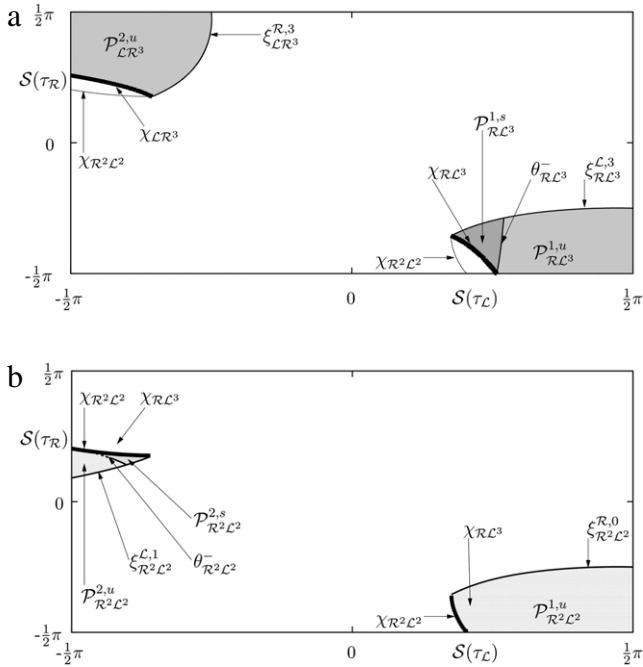 a
½π
𝒫^{2,u}_{ℒℛ³}
ξ^{ℛ,3}_{ℒℛ³}
𝒮(τ_ℛ)
χ_{ℒℛ³}
χ_{ℛ²ℒ²}
0
𝒫^{1,s}_{ℛℒ³}
χ_{ℛℒ³}
θ^-_{ℛℒ³}
ξ^{ℒ,3}_{ℛℒ³}
χ_{ℛ²ℒ²}
𝒫^{1,u}_{ℛℒ³}
-½π
-½π
0
𝒮(τ_ℒ)
½π
b
½π
χ_{ℛ²ℒ²}
χ_{ℛℒ³}
𝒮(τ_ℛ)
0
𝒫^{2,s}_{ℛ²ℒ²}
ξ^{ℒ,1}_{ℛ²ℒ²}
θ^-_{ℛ²ℒ²}
𝒫^{2,u}_{ℛ²ℒ²}
χ_{ℛℒ³}
ξ^{ℛ,0}_{ℛ²ℒ²}
χ_{ℛ²ℒ²}
𝒫^{1,u}_{ℛ²ℒ²}
-½π
-½π
0
𝒮(τ_ℒ)
½π